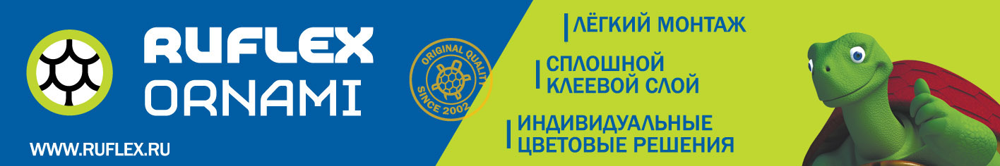 RUFLEX
ORNAMI
WWW.RUFLEX.RU
ORIGINAL QUALITY
SINCE 2002
ЛЁГКИЙ МОНТАЖ
СПЛОШНОЙ
КЛЕЕВОЙ СЛОЙ
ИНДИВИДУАЛЬНЫЕ
ЦВЕТОВЫЕ РЕШЕНИЯ